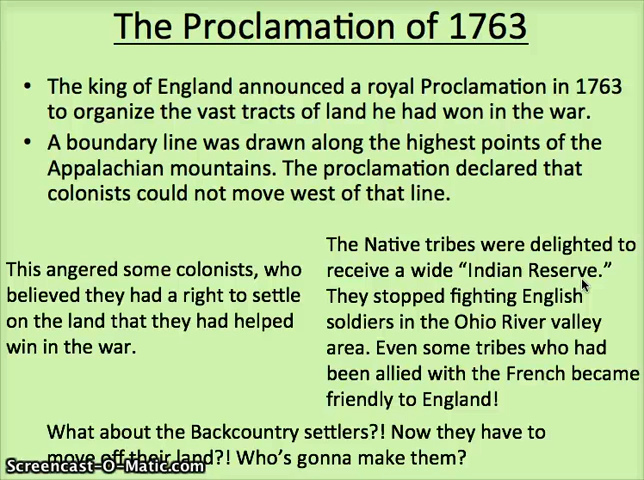 The Proclamation of 1763
• The king of England announced a royal Proclamation in 1763
to organize the vast tracts of land he had won in the war.
• A boundary line was drawn along the highest points of the
Appalachian mountains. The proclamation declared that
colonists could not move west of that line.
This angered some colonists, who
believed they had a right to settle
on the land that they had helped
win in the war.
The Native tribes were delighted to
receive a wide “Indian Reserve.”
They stopped fighting English
soldiers in the Ohio River valley
area. Even some tribes who had
been allied with the French became
friendly to England!
What about the Backcountry settlers?! Now they have to
move off their land?! Who’s gonna make them?
Screencast-O-Matic.com